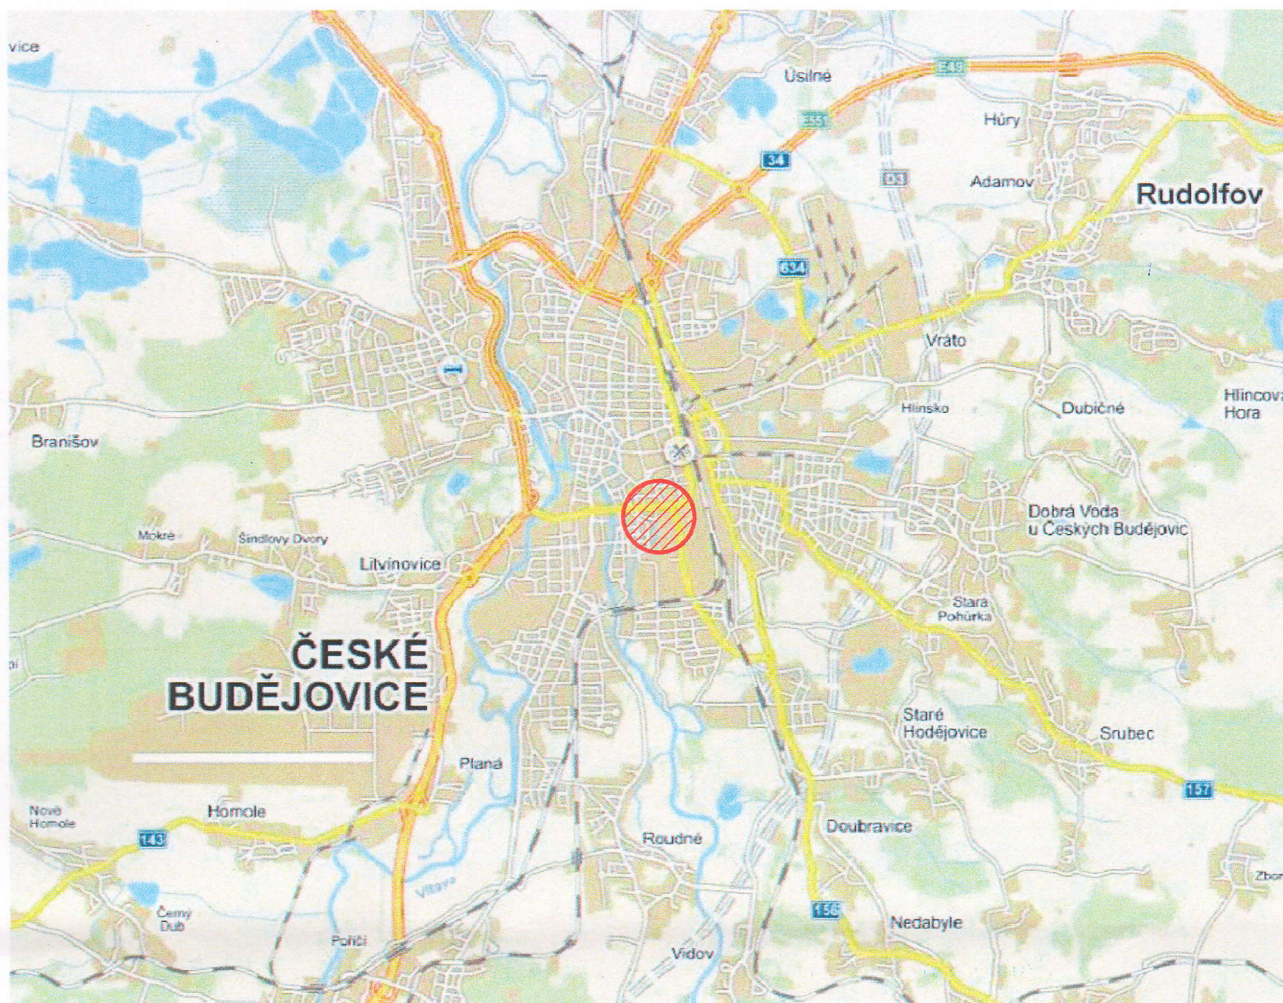 vice
Úsilné
E49
E551
Hůry
34
D3
Adamov
Rudolfov
634
Vráto
Hlinsko
Dubičné
Hlincova
Hora
Branišov
Dobrá Voda
u Českých Budějovic
Mokré
Šindlovy Dvory
Litvínovice
Stará
Pohůrka
ČESKÉ
BUDĚJOVICE
Staré
Hodějovice
Srubec
Planá
157
Nové
Homole
Homole
143
Roudné
Doubravice
Vltava
Zbor
Černý
Dub
156
Nedabyle
Poříčí
Vidov